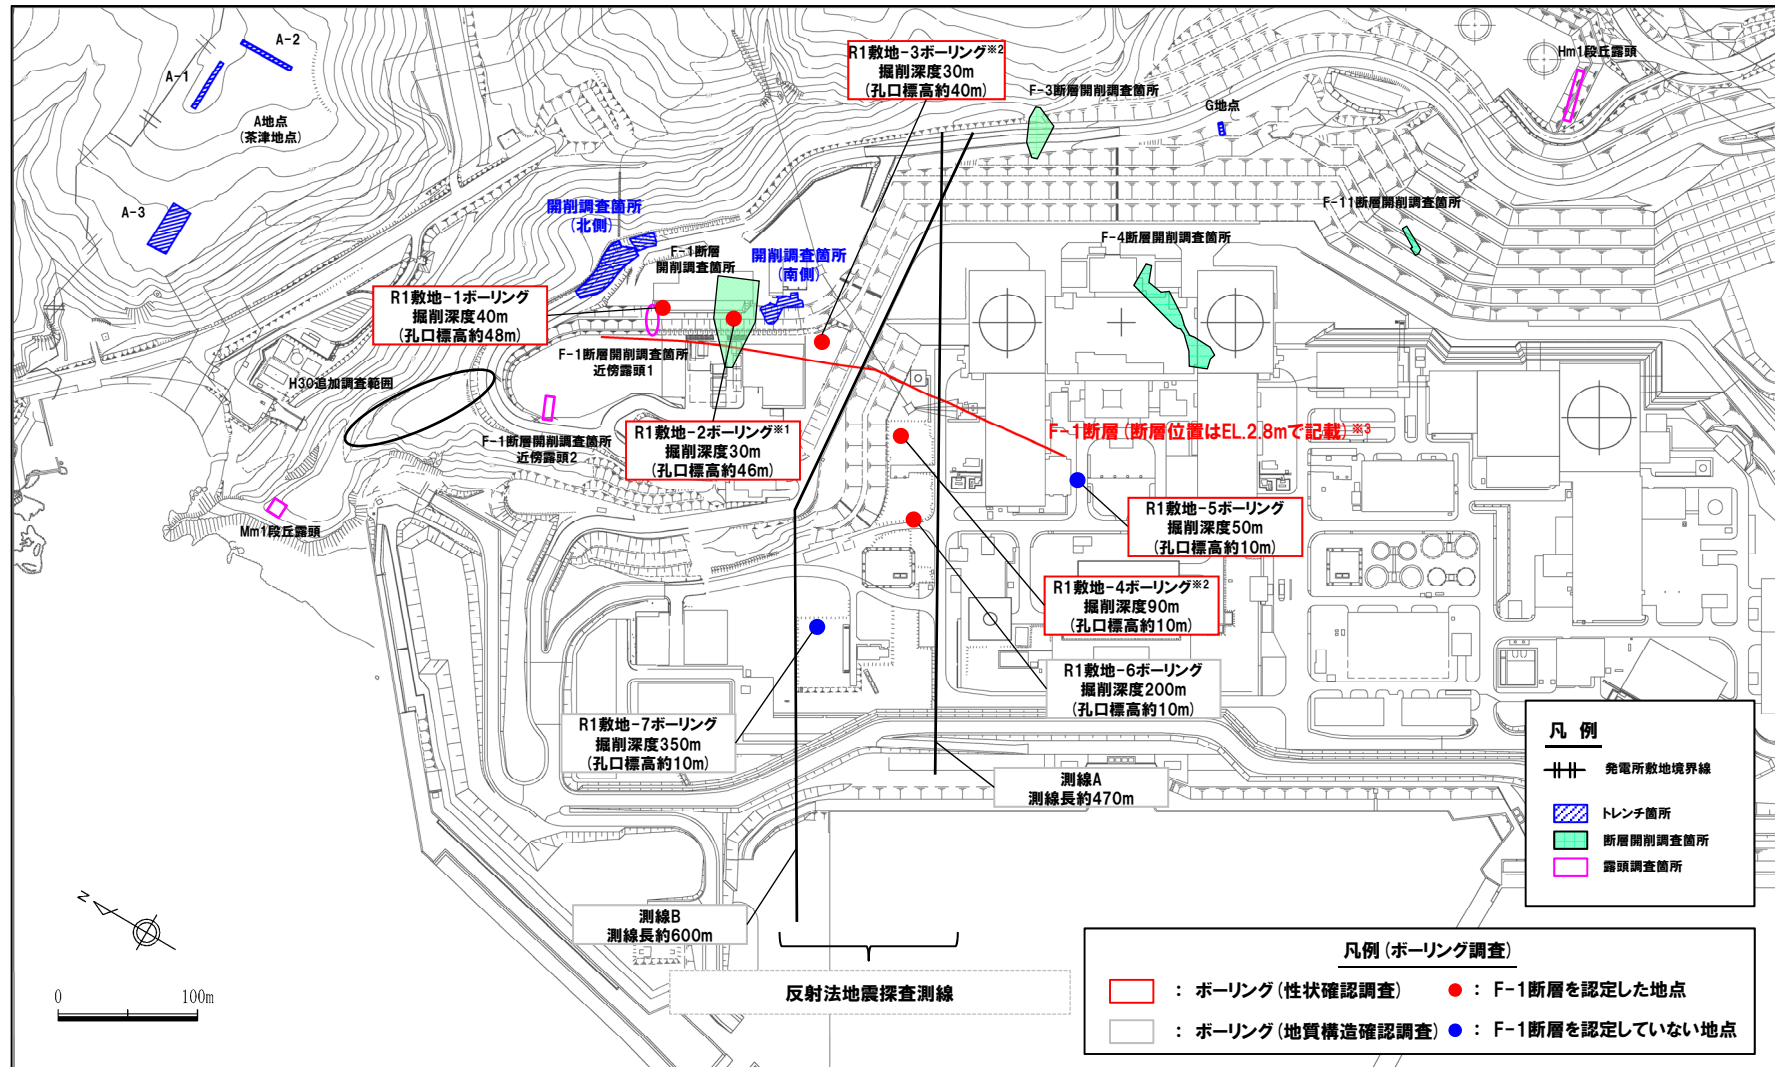 A-2
A-1
A地点
(茶津地点)
A-3
R1敷地-3ボーリング※2
掘削深度30m
(孔口標高約40m)
F-3断層開削調査箇所
G地点
Hm1段丘露頭
F-11断層開削調査箇所
F-4断層開削調査箇所
開削調査箇所
(北側)
F-1断層
開削調査箇所
開削調査箇所
(南側)
R1敷地-1ボーリング
掘削深度40m
(孔口標高約48m)
F-1断層開削調査箇所
近傍露頭1
H30追加調査範囲
F-1断層開削調査箇所
近傍露頭2
R1敷地-2ボーリング※1
掘削深度30m
(孔口標高約46m)
F-1断層(断層位置はEL.2.8mで記載)※3
Mm1段丘露頭
R1敷地-5ボーリング
掘削深度50m
(孔口標高約10m)
R1敷地-4ボーリング※2
掘削深度90m
(孔口標高約10m)
R1敷地-6ボーリング
掘削深度200m
(孔口標高約10m)
R1敷地-7ボーリング
掘削深度350m
(孔口標高約10m)
測線A
測線長約470m
測線B
測線長約600m
反射法地震探査測線
N
0 100m
凡 例
発電所敷地境界線
トレンチ箇所
断層開削調査箇所
露頭調査箇所
凡例(ボーリング調査)
: ボーリング(性状確認調査)
: F-1断層を認定した地点
: ボーリング(地質構造確認調査)
: F-1断層を認定していない地点